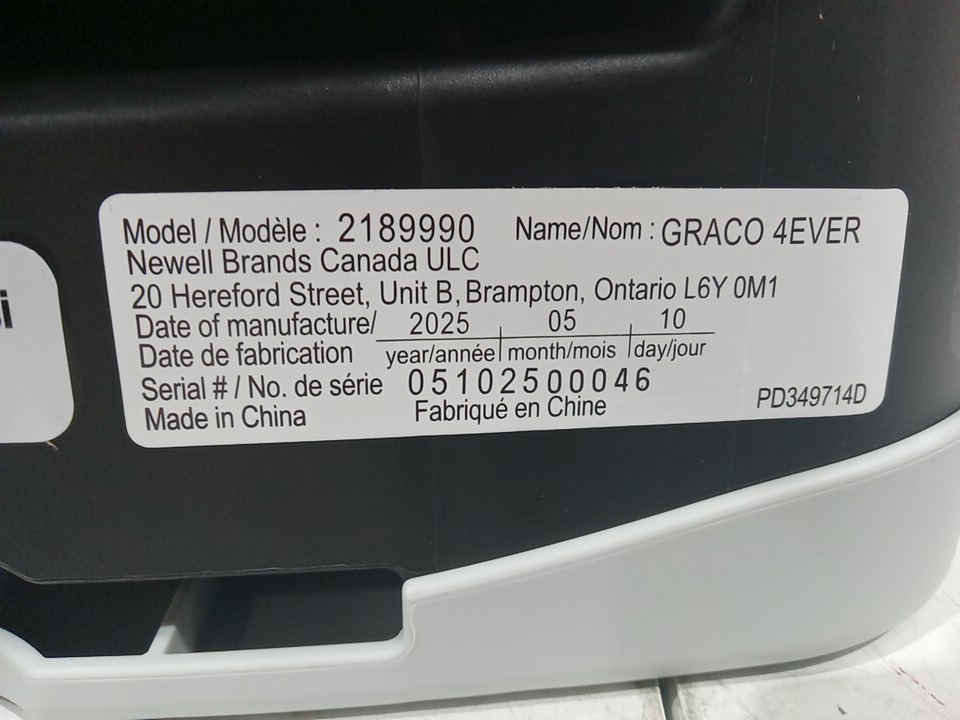 Model / Modèle : 2189990 Name/Nom : GRACO 4EVER
Newell Brands Canada ULC
20 Hereford Street, Unit B, Brampton, Ontario L6Y 0M1
Date of manufacture/ 2025 05 10
Date de fabrication year/année month/mois day/jour
Serial # / No. de série 05102500046
Made in China Fabriqué en Chine PD349714D